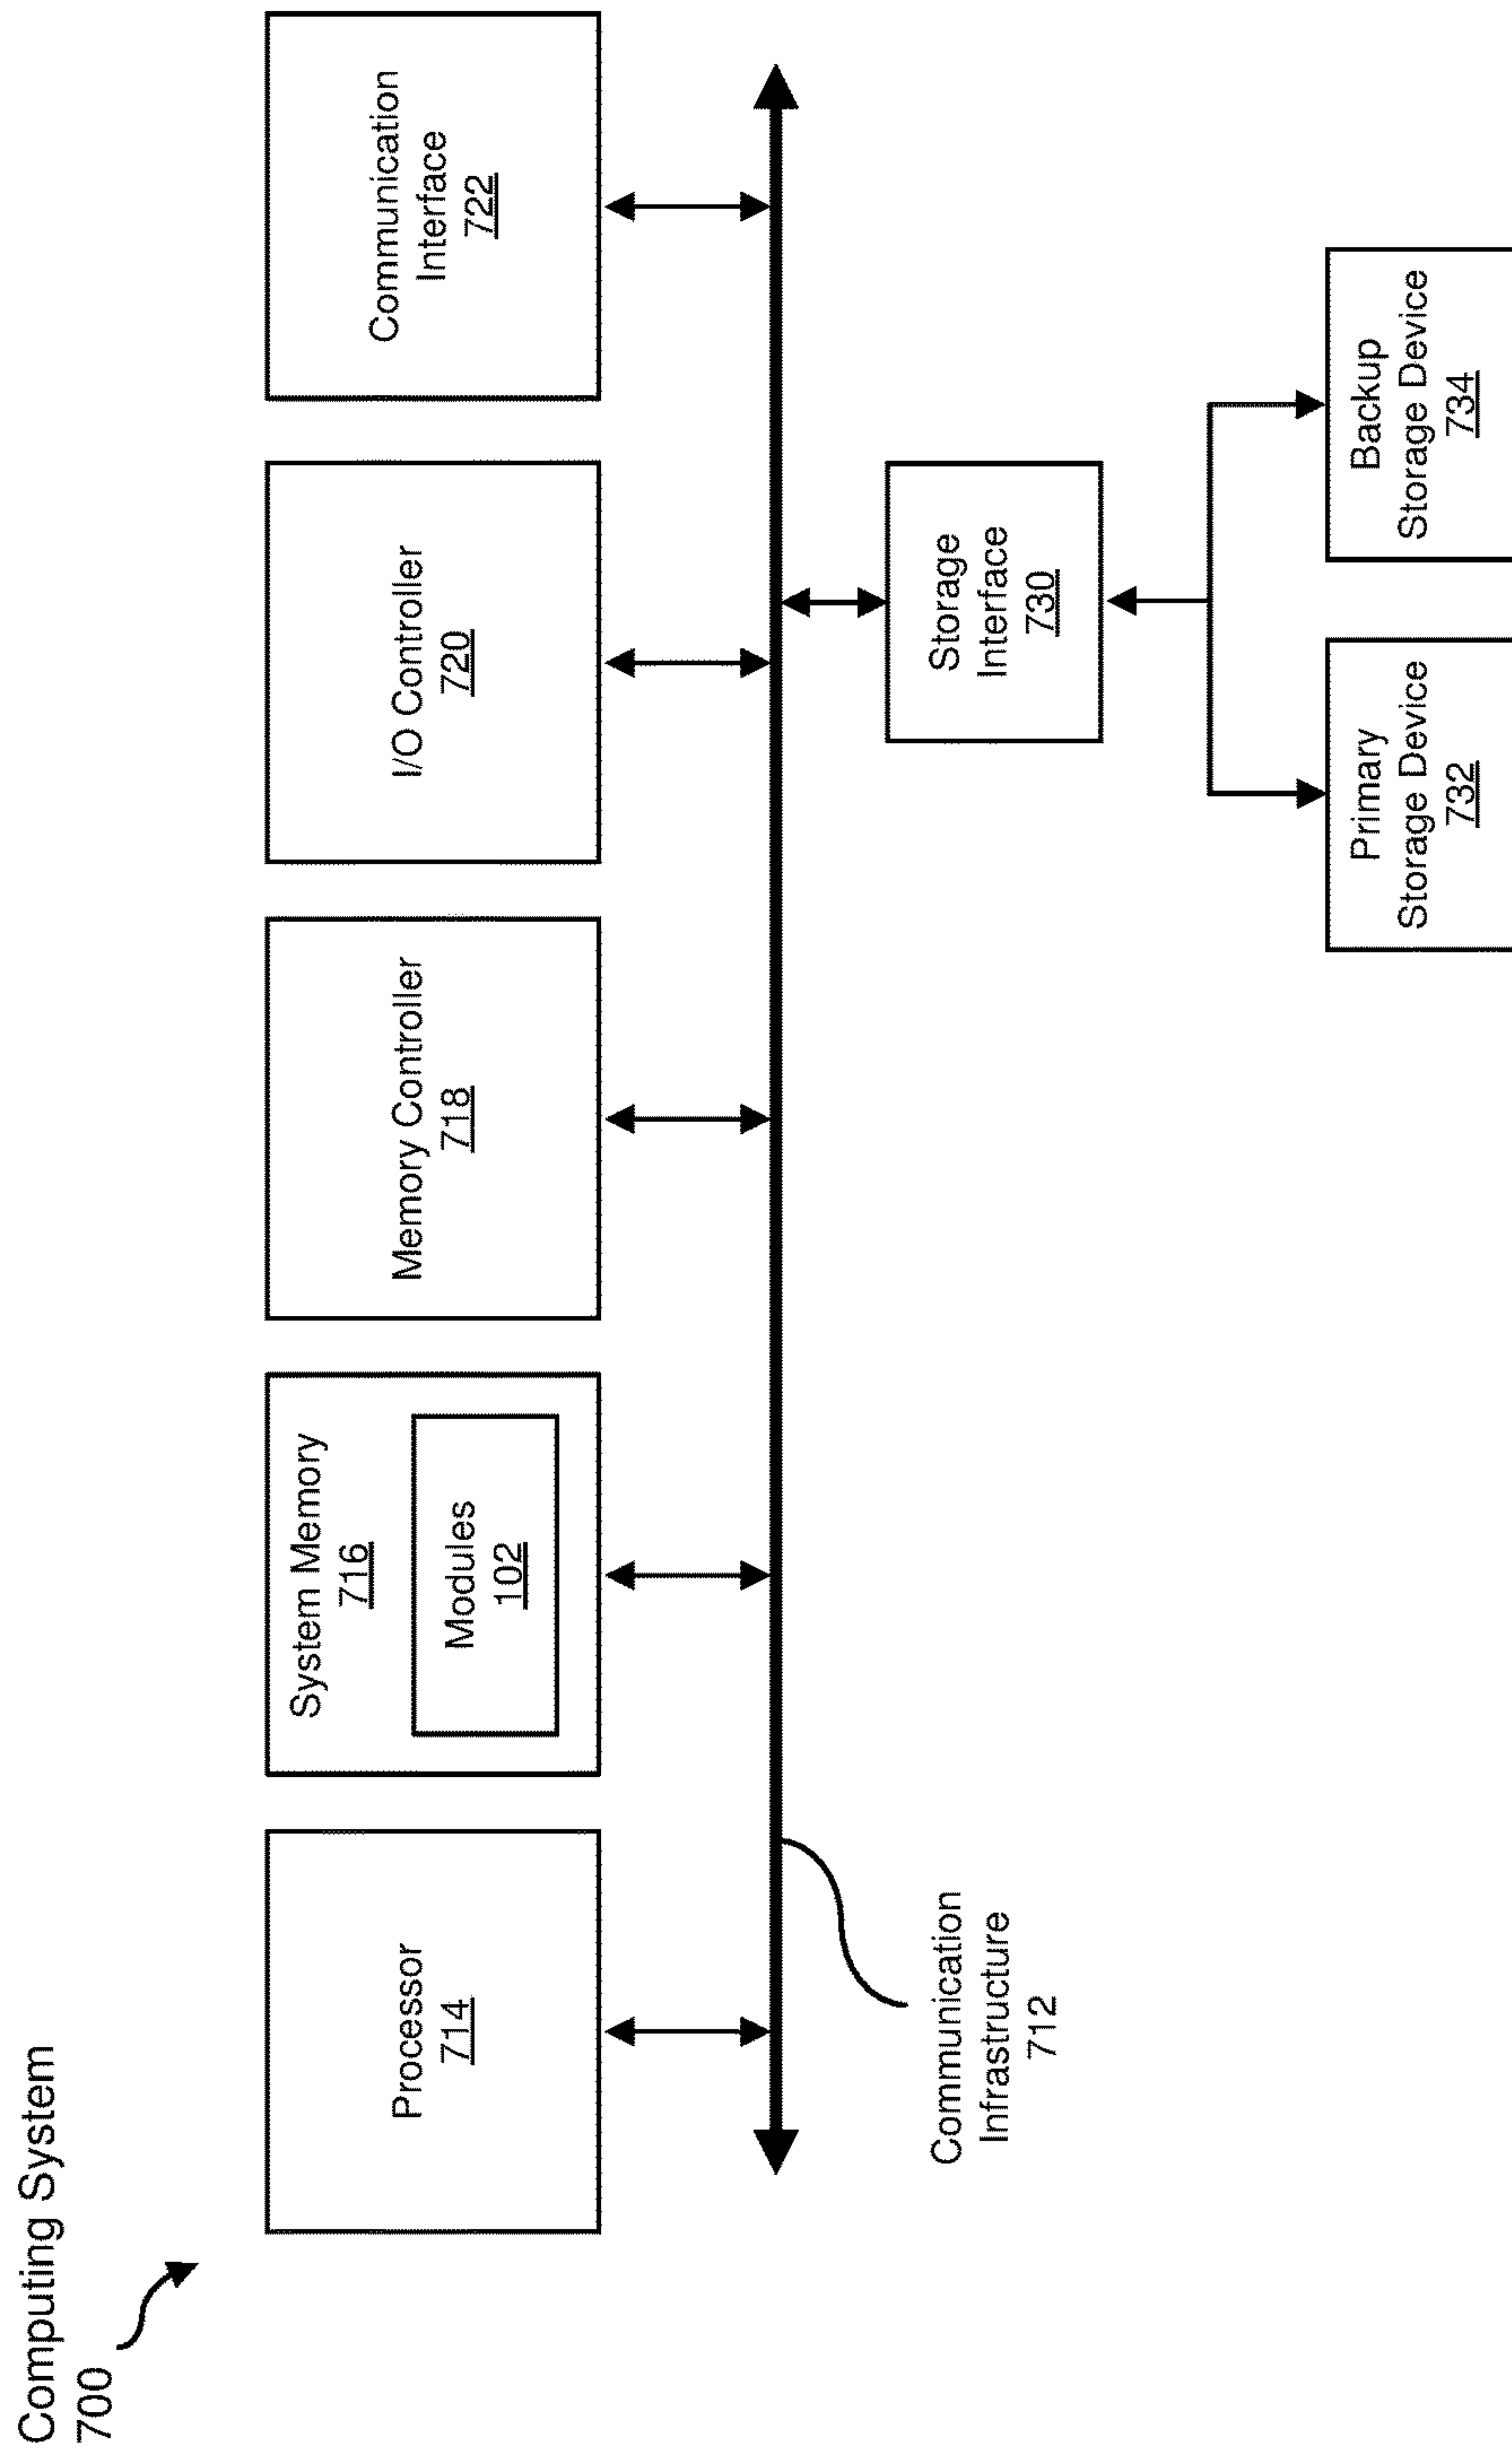 Computing System
700
Processor
714
System Memory
716
Modules
102
Memory Controller
718
I/O Controller
720
Communication
Interface
722
Communication
Infrastructure
712
Storage
Interface
730
Primary
Storage Device
732
Backup
Storage Device
734